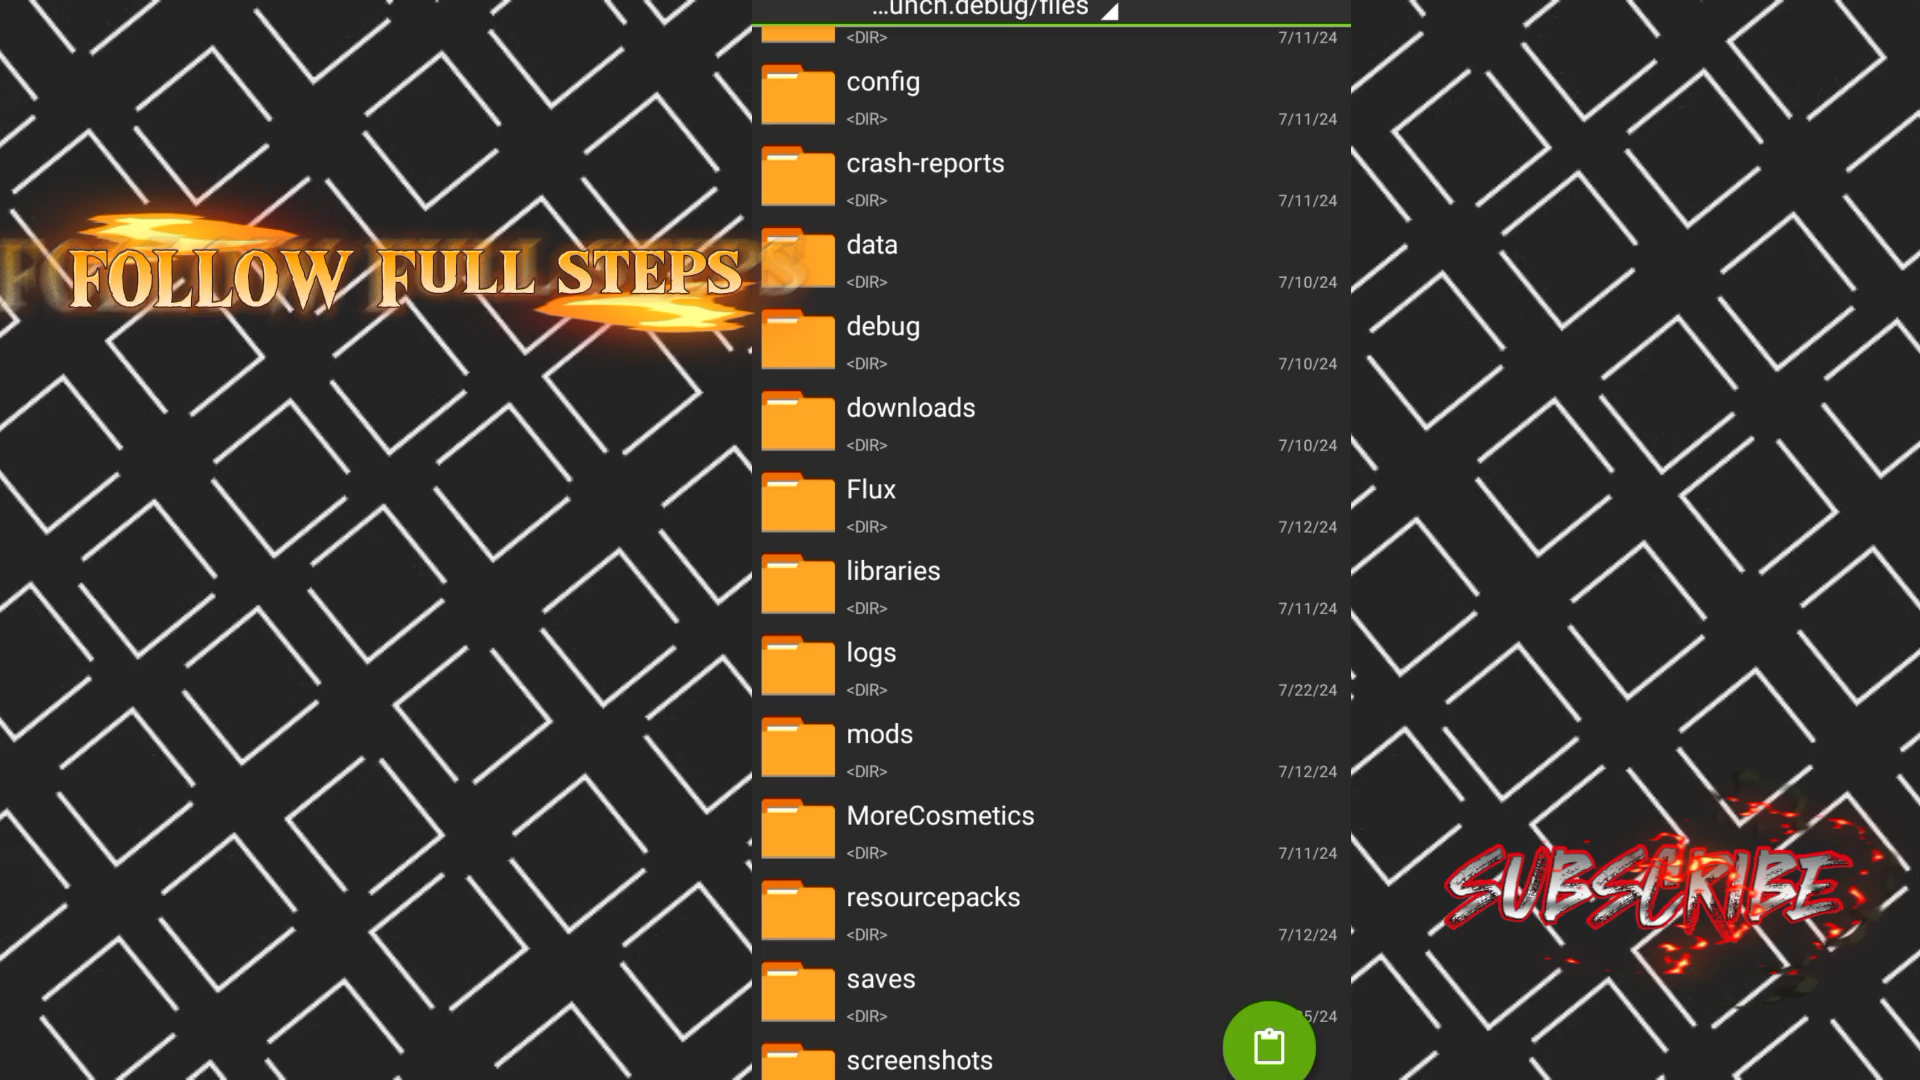 ...unch.debug/files
<DIR> 7/11/24
config
<DIR> 7/11/24
crash-reports
<DIR> 7/11/24
data
<DIR> 7/10/24
FOLLOW FULL STEPS
debug
<DIR> 7/10/24
downloads
<DIR> 7/10/24
Flux
<DIR> 7/12/24
libraries
<DIR> 7/11/24
logs
<DIR> 7/22/24
mods
<DIR> 7/12/24
MoreCosmetics
<DIR> 7/11/24
SUBSCRIBE
resourcepacks
<DIR> 7/12/24
saves
<DIR> 5/24
screenshots